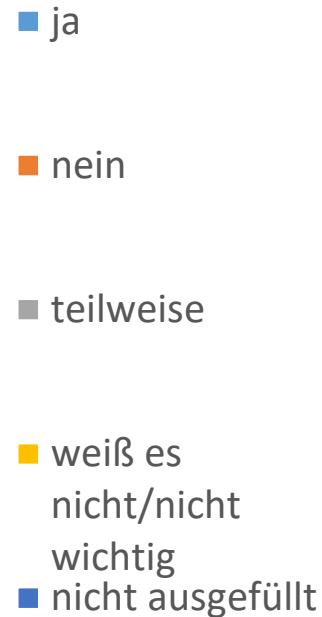 ja
nein
teilweise
weiß es
nicht/nicht
wichtig
nicht ausgefüllt